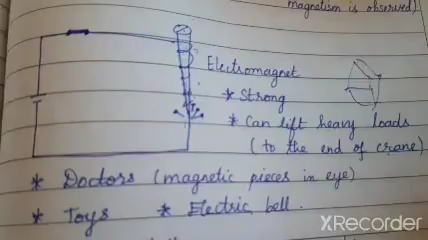 magnetism is observed)
Electromagnet
* Strong
* Can lift heavy loads
(to the end of crane)
* Doctors (magnetic pieces in eye)
* Toys * Electric bell.
XRecorder